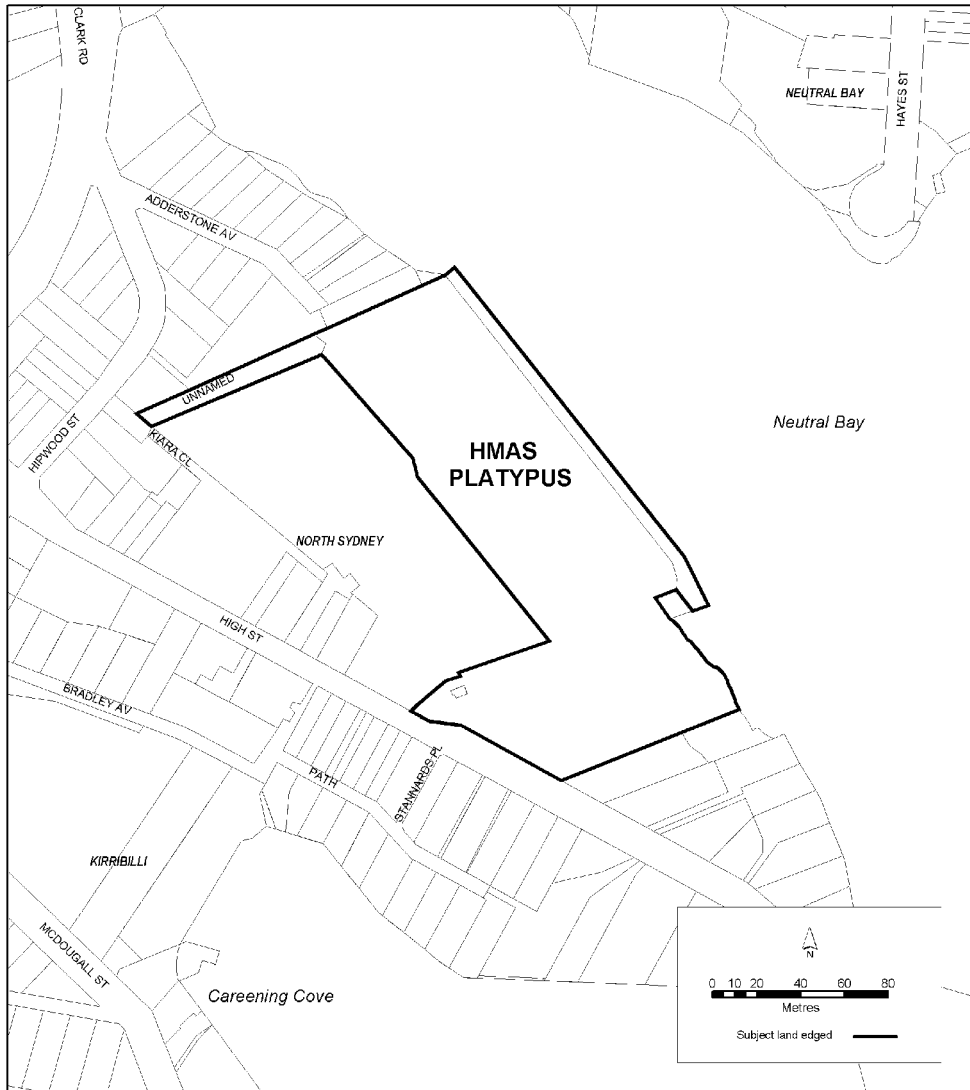 CLARK RD
NEUTRAL BAY
HAYES ST
ADDERSTONE AV
UNNAMED
Neutral Bay
HIPWOOD ST
KIARA CL
HMAS
PLATYPUS
NORTH SYDNEY
HIGH ST
BRADLEY AV
PATH
STANNARDS PL
KIRRIBILLI
MCDOUGALL ST
Careening Cove
N
0 10 20 40 60 80
Metres
Subject land edged